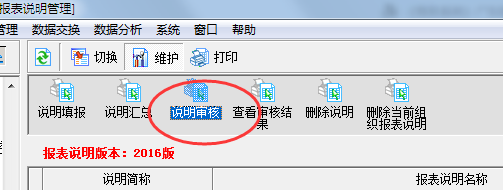 报表说明管理]
管理 数据交换 数据分析 系统 窗口 帮助
切换 维护 打印
说明填报 说明汇总 说明审核 查看审核结果 删除说明 删除当前组织报表说明
报表说明版本：2016版
说明简称 报表说明名称